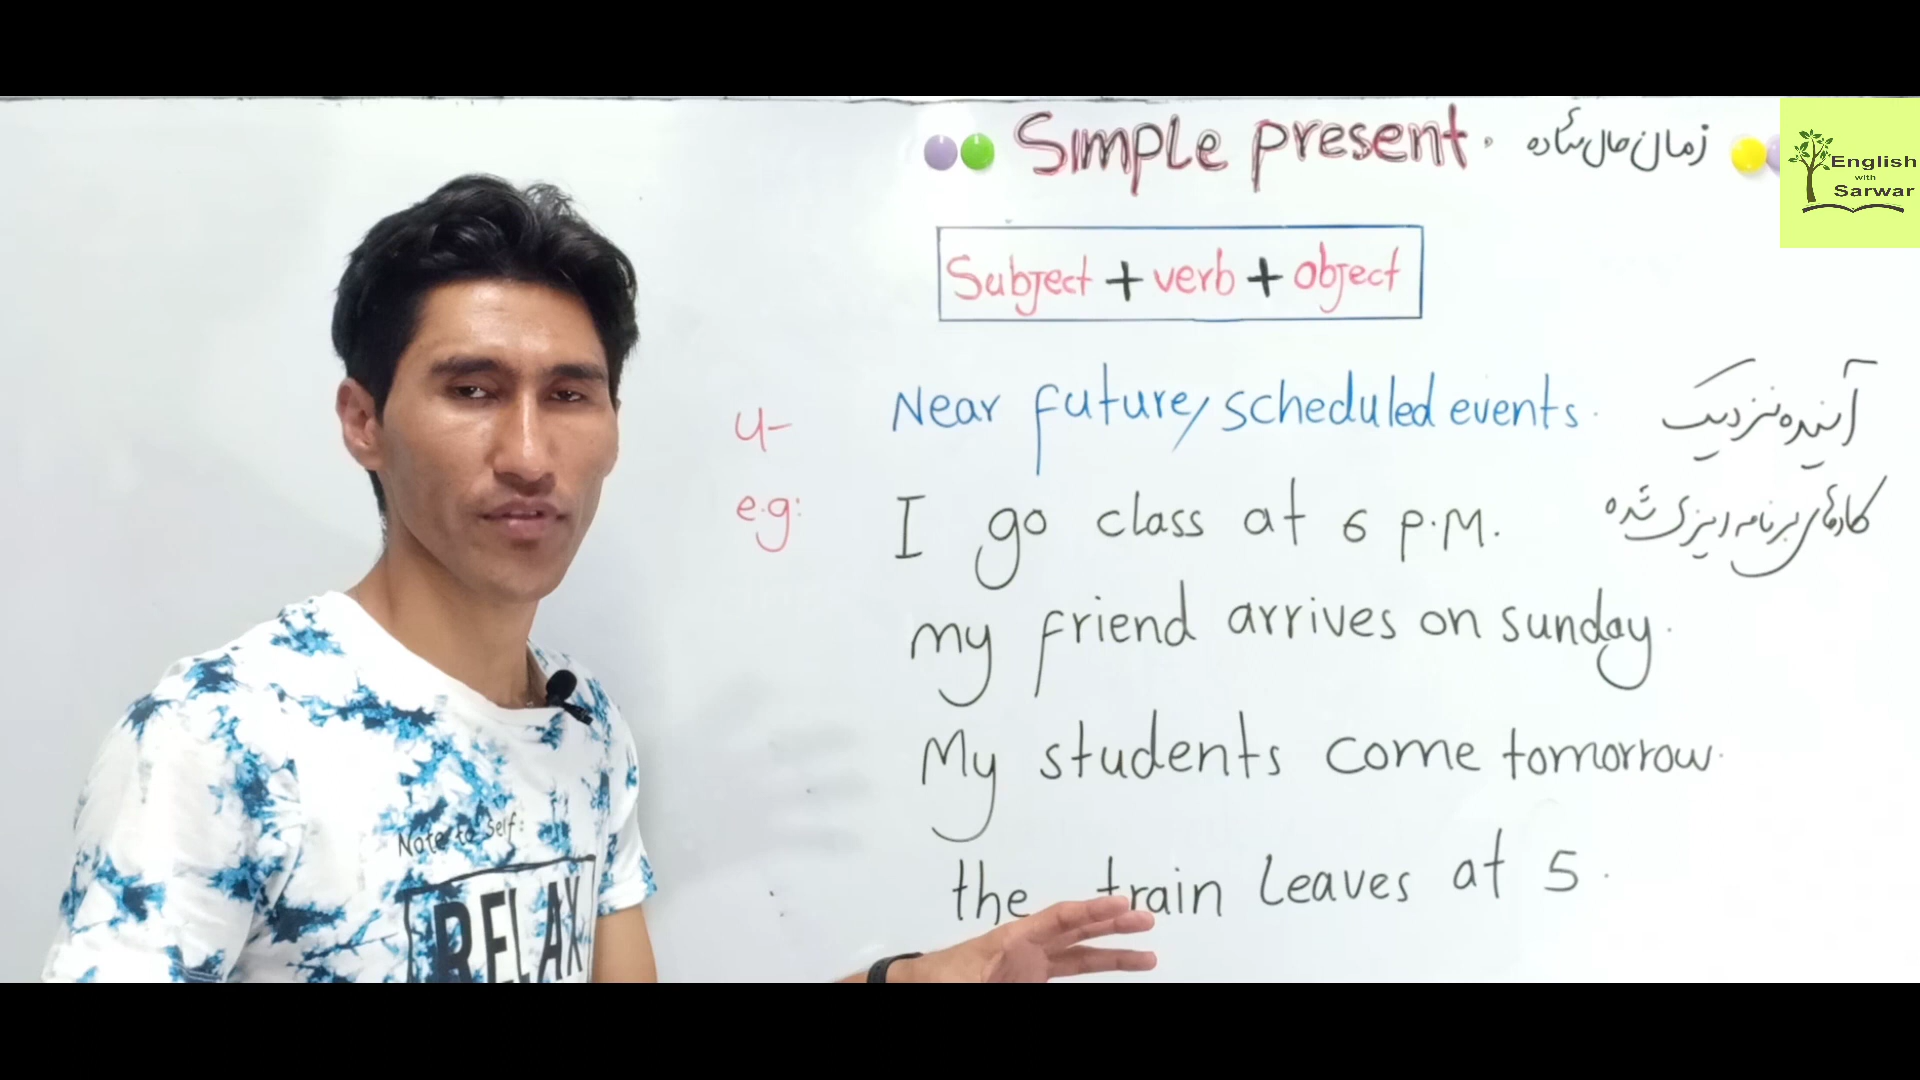 Simple present. زمان حال ساده
English
with
Sarwar
Subject + verb + object
4- Near future/scheduled events. آینده نزدیک
e.g: I go class at 6 P.M. کارهای برنامه ریزی شده
my friend arrives on sunday.
My students come tomorrow.
the train leaves at 5.
Note to Self:
RELAX